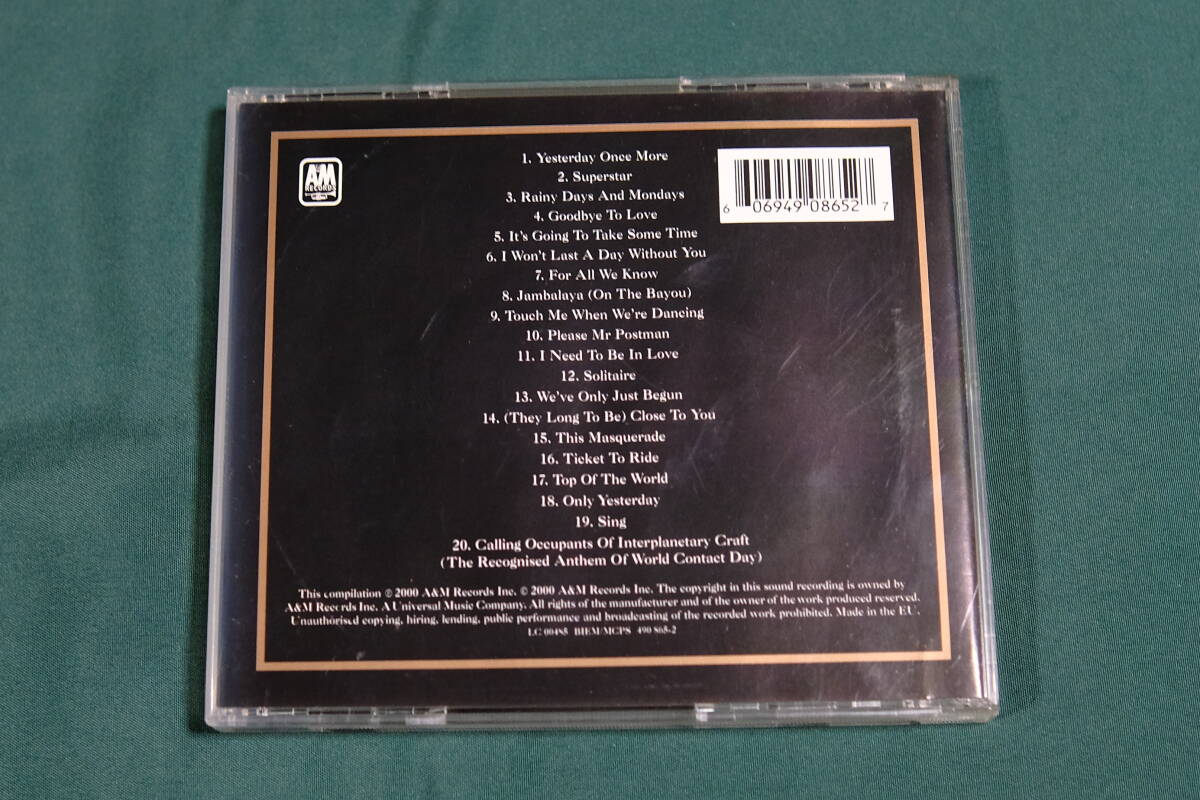 A&M
RECORDS
1. Yesterday Once More
2. Superstar
3. Rainy Days And Mondays
4. Goodbye To Love
5. It's Going To Take Some Time
6. I Won't Last A Day Without You
7. For All We Know
8. Jambalaya (On The Bayou)
9. Touch Me When We're Dancing
10. Please Mr Postman
11. I Need To Be In Love
12. Solitaire
13. We've Only Just Begun
14. (They Long To Be) Close To You
15. This Masquerade
16. Ticket To Ride
17. Top Of The World
18. Only Yesterday
19. Sing
20. Calling Occupants Of Interplanetary Craft
(The Recognised Anthem Of World Contact Day)
6 06949 08652 7
This compilation ℗ 2000 A&M Records Inc. © 2000 A&M Records Inc. The copyright in this sound recording is owned by
A&M Records Inc. A Universal Music Company. All rights of the manufacturer and of the owner of the work produced reserved.
Unauthorised copying, hiring, lending, public performance and broadcasting of the recorded work prohibited. Made in the EU.
LC 00485 BIEM/MCPS 490 865-2